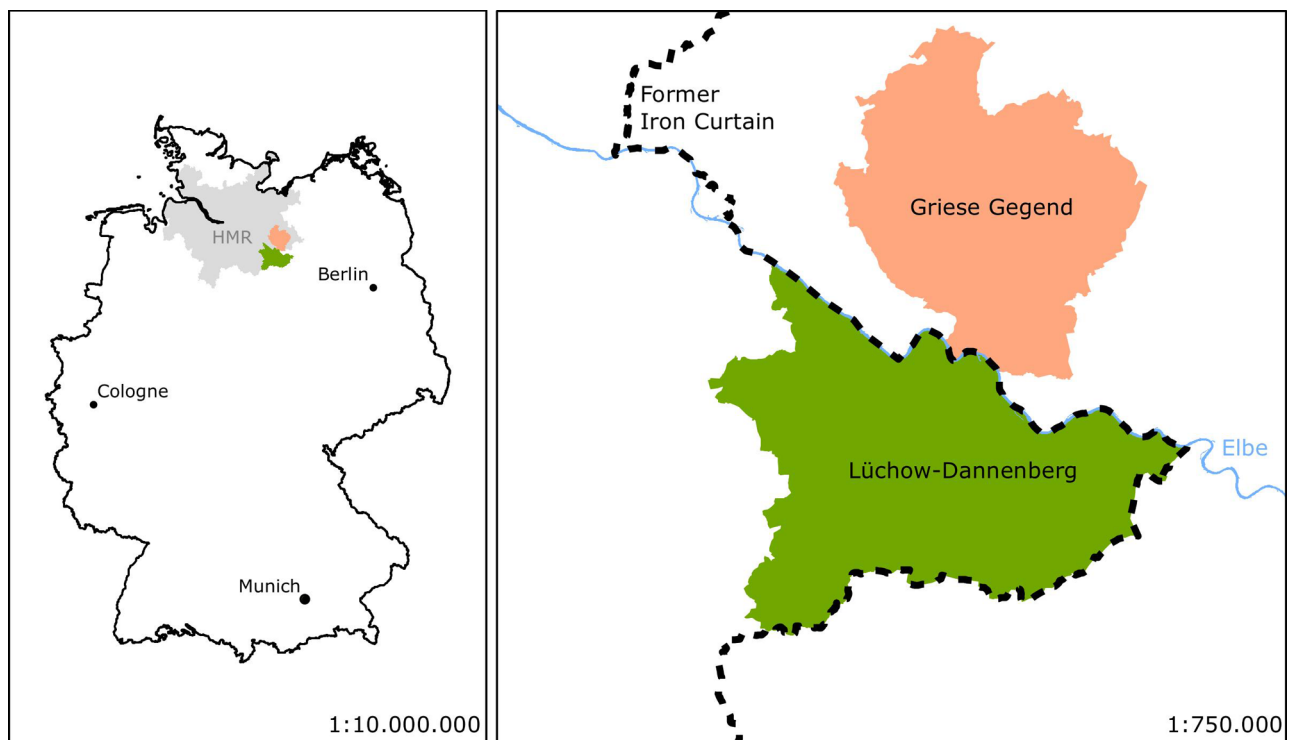 HMR
Berlin
Cologne
Munich
1:10.000.000
Former
Iron Curtain
Griese Gegend
Elbe
Lüchow-Dannenberg
1:750.000